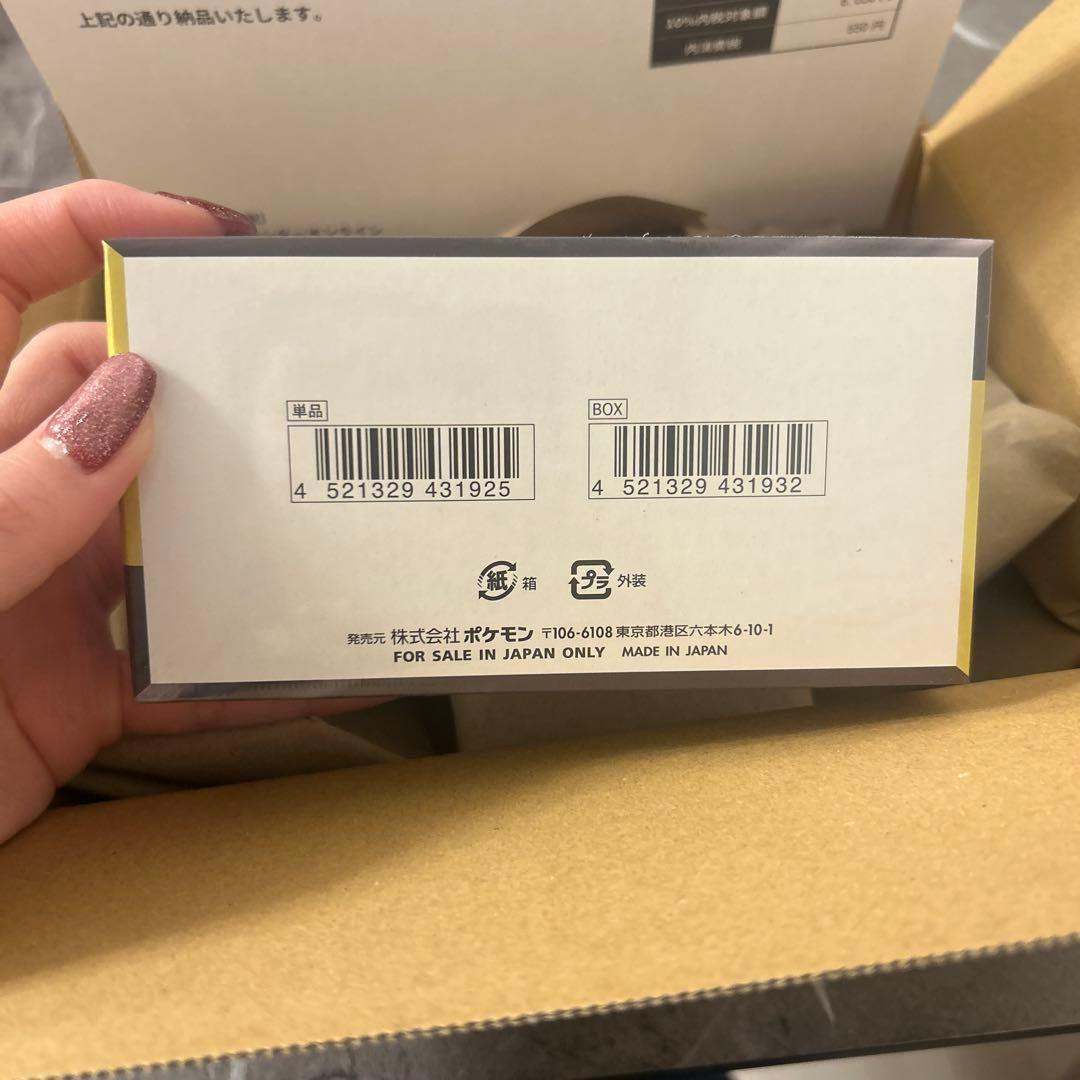 上記の通り納品いたします。
10%内税対象額
内消費税
550円
単品
BOX
4 521329 431925
4 521329 431932
紙 箱
プラ 外装
発売元 株式会社ポケモン 〒106-6108 東京都港区六本木6-10-1
FOR SALE IN JAPAN ONLY MADE IN JAPAN